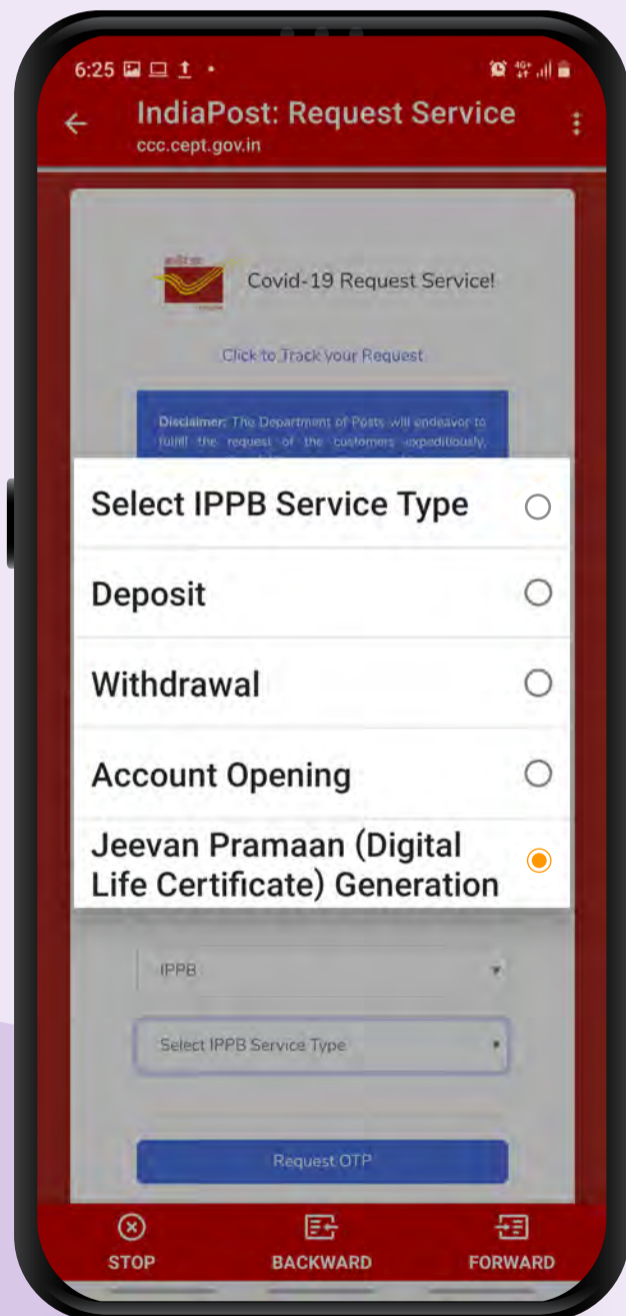 6:25
4G+
IndiaPost: Request Service
ccc.cept.gov.in
Covid-19 Request Service!
Click to Track your Request
Disclaimer: The Department of Posts will endeavor to
fulfill the request of the customers expeditiously,
Select IPPB Service Type
Deposit
Withdrawal
Account Opening
Jeevan Pramaan (Digital
Life Certificate) Generation
IPPB
Select IPPB Service Type
Request OTP
STOP BACKWARD FORWARD